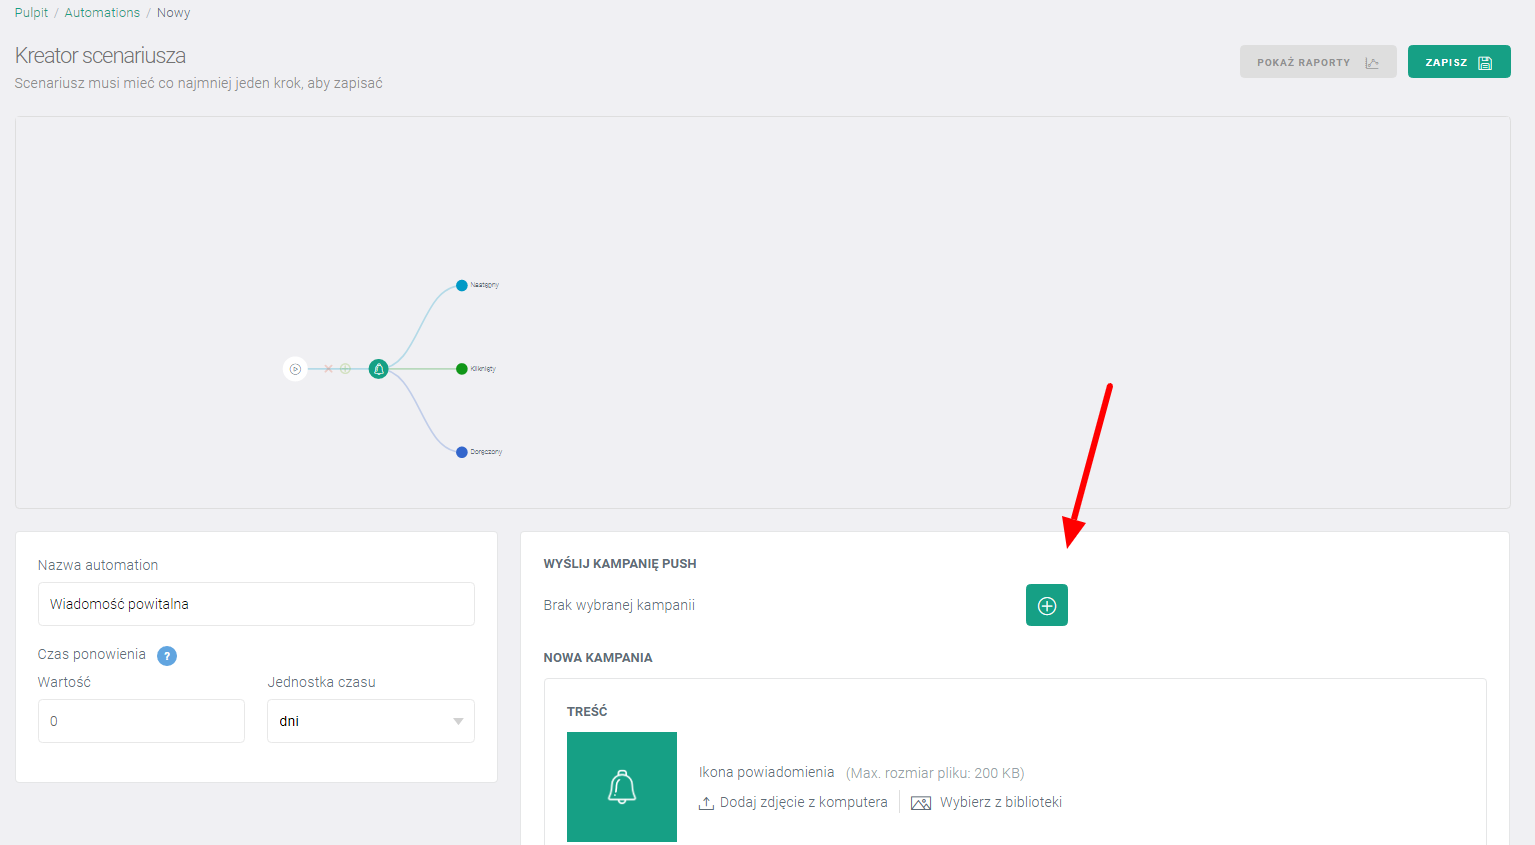 Pulpit / Automations / Nowy
Kreator scenariusza
Scenariusz musi mieć co najmniej jeden krok, aby zapisać
POKAŻ RAPORTY
ZAPISZ
Następny
Kliknięty
Doręczony
Nazwa automation
Wiadomość powitalna
Czas ponowienia ?
Wartość
Jednostka czasu
0
dni
WYŚLIJ KAMPANIĘ PUSH
Brak wybranej kampanii
NOWA KAMPANIA
TREŚĆ
Ikona powiadomienia (Max. rozmiar pliku: 200 KB)
Dodaj zdjęcie z komputera
Wybierz z biblioteki